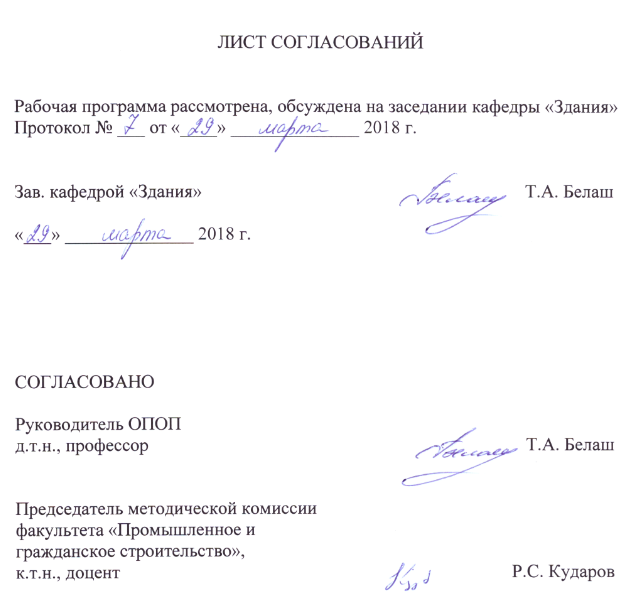 ЛИСТ СОГЛАСОВАНИЙ
Рабочая программа рассмотрена, обсуждена на заседании кафедры «Здания»
Протокол № 7 от «29» марта 2018 г.
Зав. кафедрой «Здания» Т.А. Белаш
«29» марта 2018 г.
СОГЛАСОВАНО
Руководитель ОПОП
д.т.н., профессор Т.А. Белаш
Председатель методической комиссии
факультета «Промышленное и
гражданское строительство»,
к.т.н., доцент Р.С. Кударов